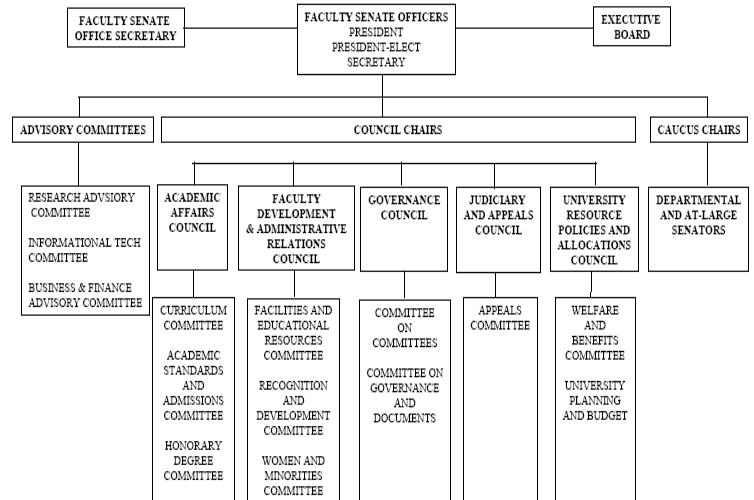 FACULTY SENATE
OFFICE SECRETARY
FACULTY SENATE OFFICERS
PRESIDENT
PRESIDENT-ELECT
SECRETARY
EXECUTIVE
BOARD
ADVISORY COMMITTEES
COUNCIL CHAIRS
CAUCUS CHAIRS
RESEARCH ADVSIORY
COMMITTEE
INFORMATIONAL TECH
COMMITTEE
BUSINESS & FINANCE
ADVISORY COMMITTEE
ACADEMIC
AFFAIRS
COUNCIL
FACULTY
DEVELOPMENT
& ADMINISTRATIVE
RELATIONS
COUNCIL
GOVERNANCE
COUNCIL
JUDICIARY
AND APPEALS
COUNCIL
UNIVERSITY
RESOURCE
POLICIES AND
ALLOCATIONS
COUNCIL
DEPARTMENTAL
AND AT-LARGE
SENATORS
CURRICULUM
COMMITTEE
ACADEMIC
STANDARDS
AND
ADMISSIONS
COMMITTEE
HONORARY
DEGREE
COMMITTEE
FACILITIES AND
EDUCATIONAL
RESOURCES
COMMITTEE
RECOGNITION
AND
DEVELOPMENT
COMMITTEE
WOMEN AND
MINORITIES
COMMITTEE
COMMITTEE
ON
COMMITTEES
COMMITTEE ON
GOVERNANCE
AND
DOCUMENTS
APPEALS
COMMITTEE
WELFARE
AND
BENEFITS
COMMITTEE
UNIVERSITY
PLANNING
AND BUDGET